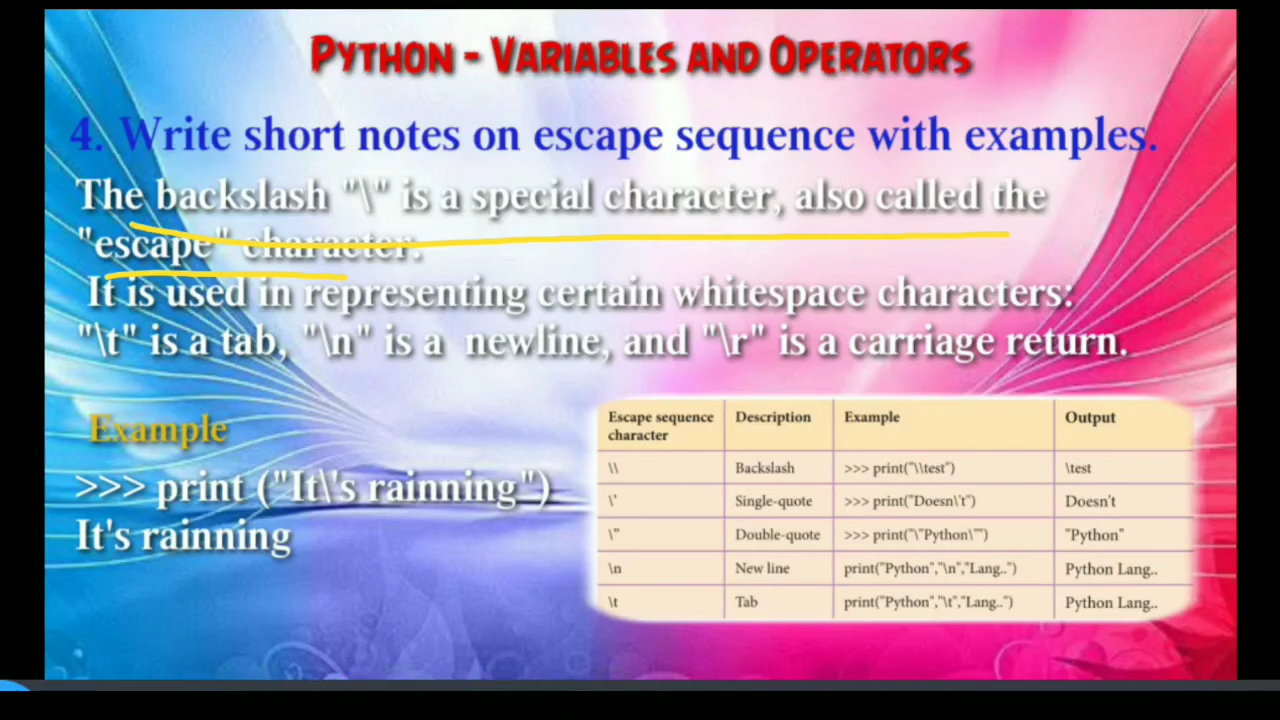 Python - Variables and Operators
4. Write short notes on escape sequence with examples.
The backslash "\" is a special character, also called the
"escape" character.
It is used in representing certain whitespace characters:
"\t" is a tab, "\n" is a newline, and "\r" is a carriage return.
Example
>>> print ("It\'s rainning")
It's rainning
Escape sequence character Description Example Output
\\ Backslash >>> print("\\test") \test
\' Single-quote >>> print("Doesn\'t") Doesn't
\" Double-quote >>> print("\"Python\"") "Python"
\n New line print("Python","\n","Lang..") Python Lang..
\t Tab print("Python","\t","Lang..") Python Lang..